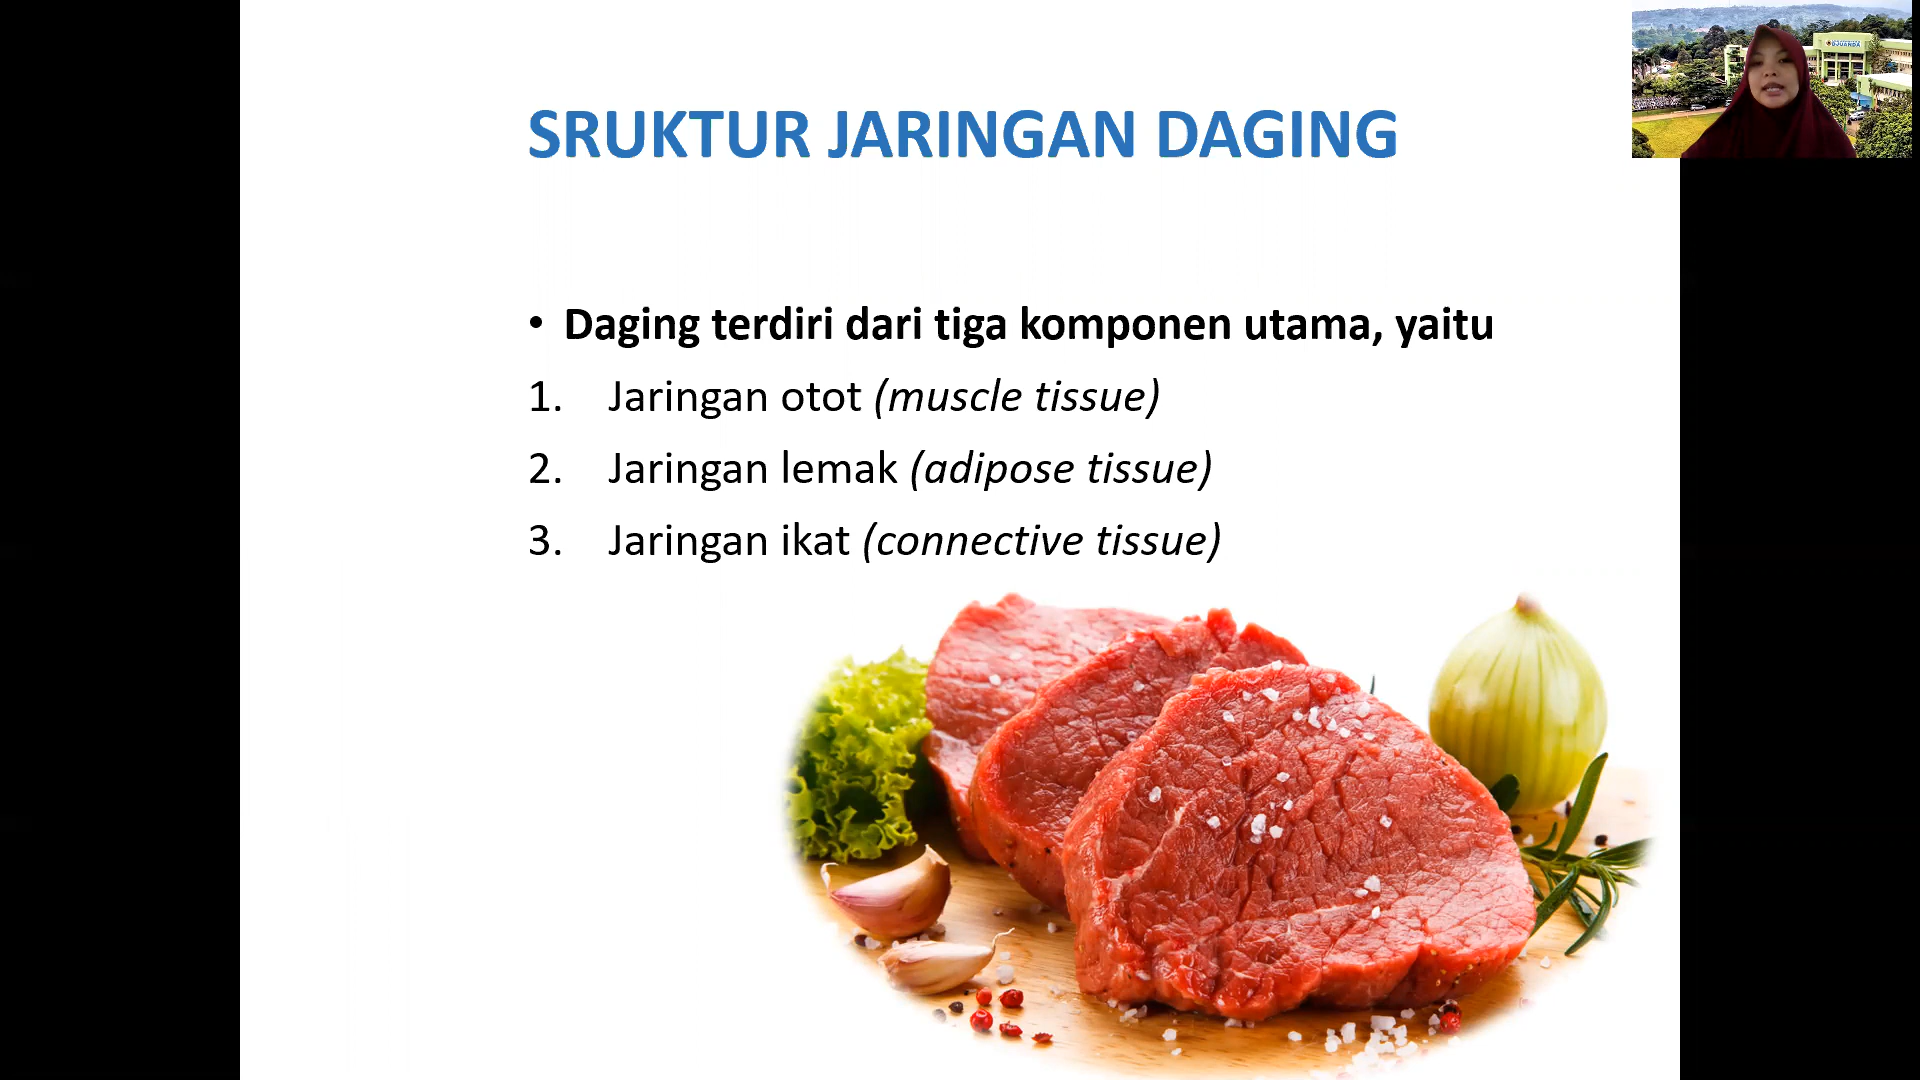 SRUKTUR JARINGAN DAGING
• Daging terdiri dari tiga komponen utama, yaitu
1. Jaringan otot (muscle tissue)
2. Jaringan lemak (adipose tissue)
3. Jaringan ikat (connective tissue)
DJUANDA